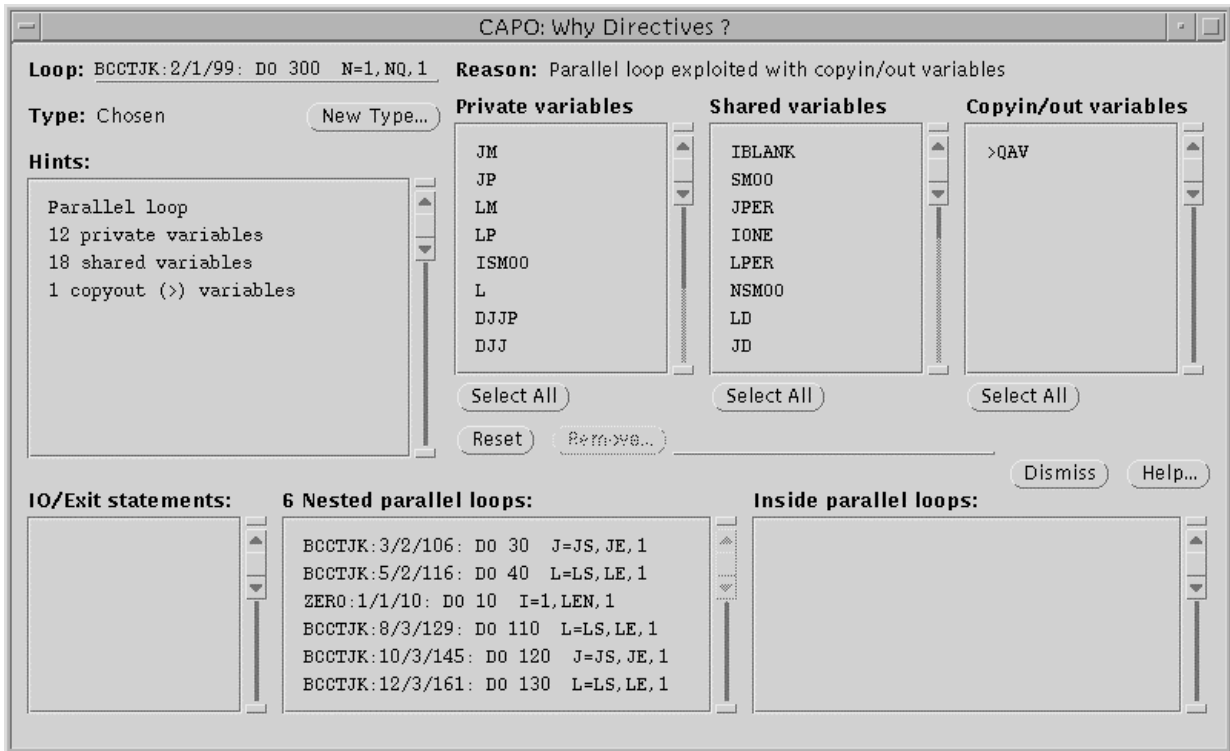 CAPO: Why Directives ?
Loop: BCCTJK:2/1/99: DO 300 N=1,NQ,1
Reason: Parallel loop exploited with copyin/out variables
Type: Chosen
New Type...
Hints:
Parallel loop
12 private variables
18 shared variables
1 copyout (>) variables
Private variables
JM
JP
LM
LP
ISMOO
L
DJJP
DJJ
Select All
Shared variables
IBLANK
SMOO
JPER
IONE
LPER
NSMOO
LD
JD
Select All
Copyin/out variables
>QAV
Select All
Reset
Remove...
Dismiss
Help...
IO/Exit statements:
6 Nested parallel loops:
BCCTJK:3/2/106: DO 30 J=JS,JE,1
BCCTJK:5/2/116: DO 40 L=LS,LE,1
ZERO:1/1/10: DO 10 I=1,LEN,1
BCCTJK:8/3/129: DO 110 L=LS,LE,1
BCCTJK:10/3/145: DO 120 J=JS,JE,1
BCCTJK:12/3/161: DO 130 L=LS,LE,1
Inside parallel loops: